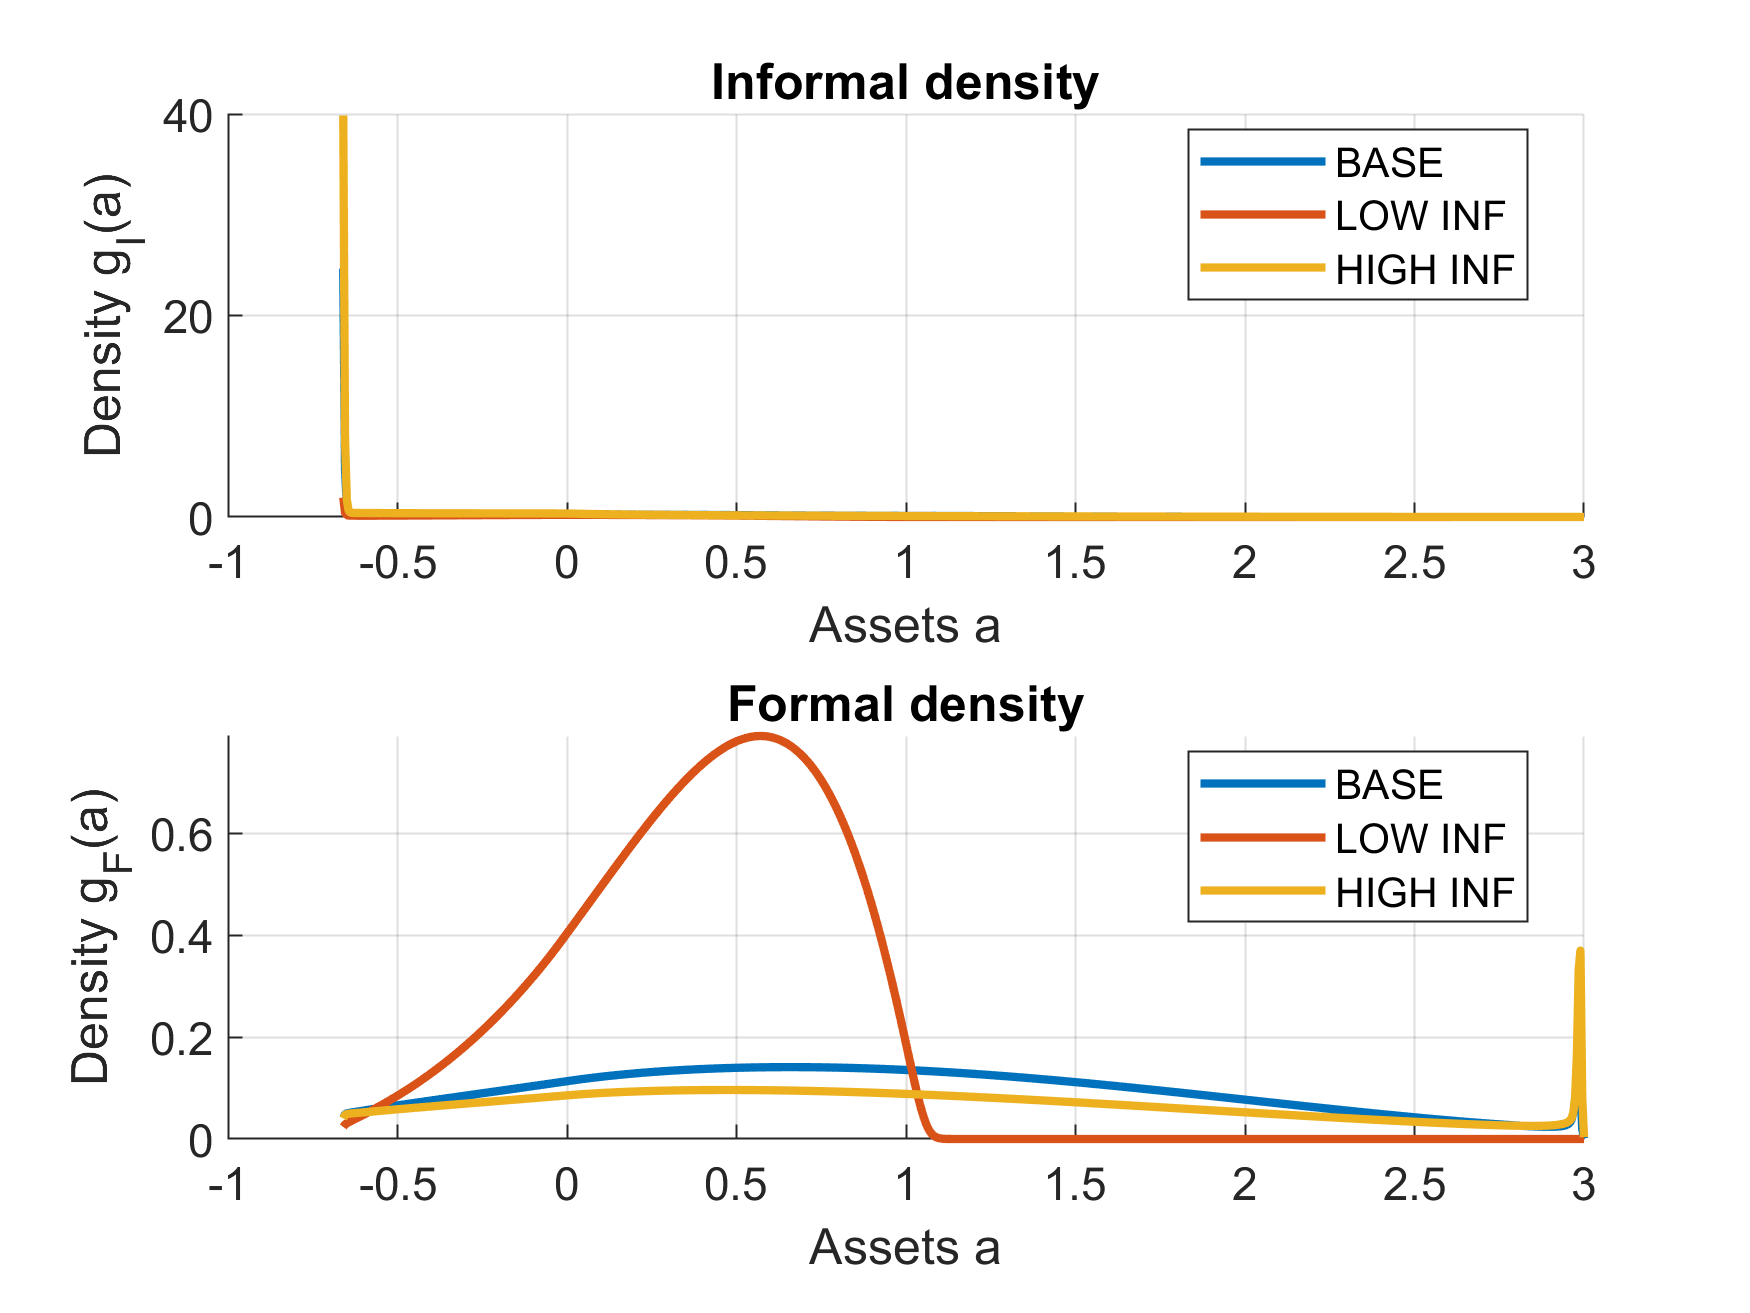 Informal density
40
20
0
Density g_I(a)
BASE
LOW INF
HIGH INF
-1 -0.5 0 0.5 1 1.5 2 2.5 3
Assets a
Formal density
0.6
0.4
0.2
0
Density g_F(a)
BASE
LOW INF
HIGH INF
-1 -0.5 0 0.5 1 1.5 2 2.5 3
Assets a